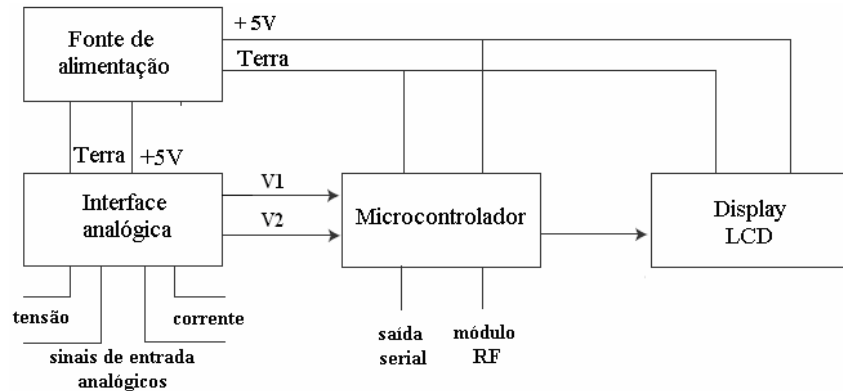 Fonte de
alimentação
+5V
Terra
Terra
+5V
Interface
analógica
V1
V2
Microcontrolador
Display
LCD
tensão
corrente
sinais de entrada
analógicos
saída
serial
módulo
RF